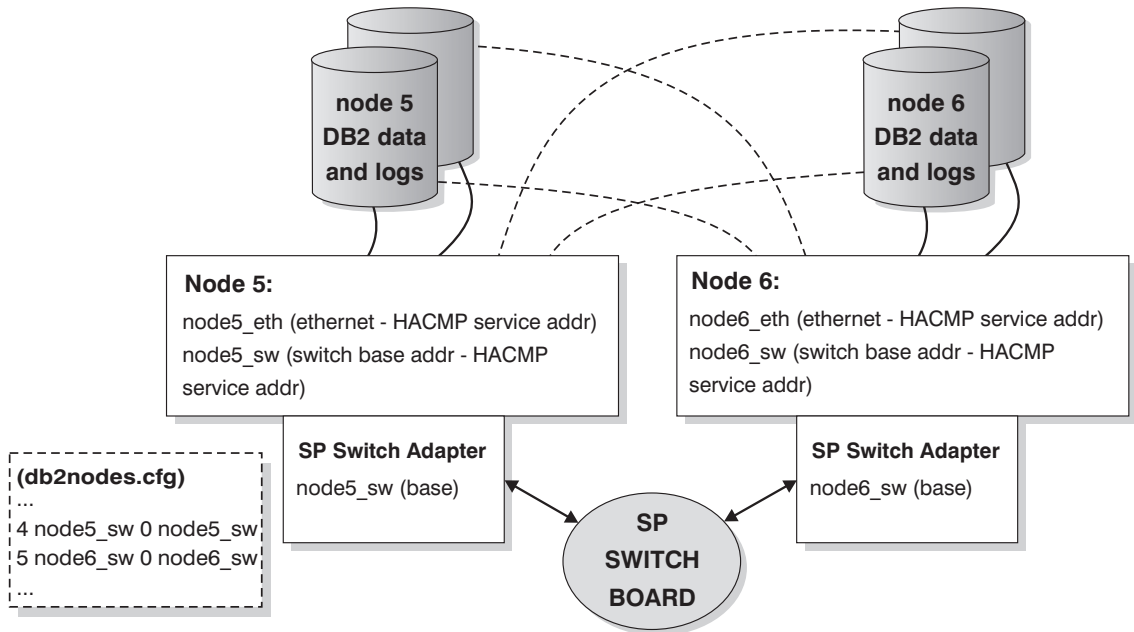 node 5
DB2 data
and logs
node 6
DB2 data
and logs
Node 5:
node5_eth (ethernet - HACMP service addr)
node5_sw (switch base addr - HACMP
service addr)
Node 6:
node6_eth (ethernet - HACMP service addr)
node6_sw (switch base addr - HACMP
service addr)
SP Switch Adapter
node5_sw (base)
SP Switch Adapter
node6_sw (base)
(db2nodes.cfg)
...
4 node5_sw 0 node5_sw
5 node6_sw 0 node6_sw
...
SP
SWITCH
BOARD